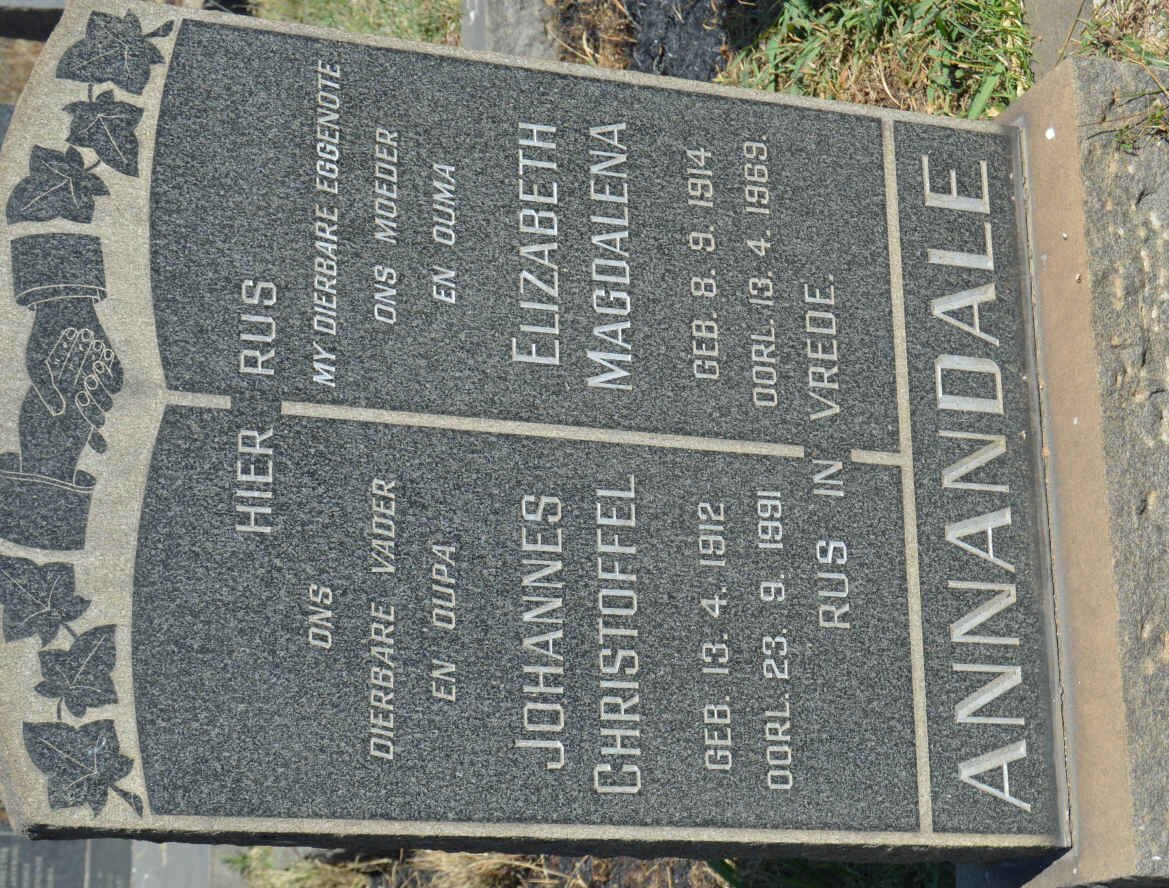 HIER RUS
ONS
DIERBARE VADER
EN OUPA
JOHANNES
CHRISTOFFEL
GEB. 13. 4. 1912
OORL. 23. 9. 1991
MY DIERBARE EGGENOTE
ONS MOEDER
EN OUMA
ELIZABETH
MAGDALENA
GEB. 8. 9. 1914
OORL. 13. 4. 1969.
RUS IN VREDE.
ANNANDALE